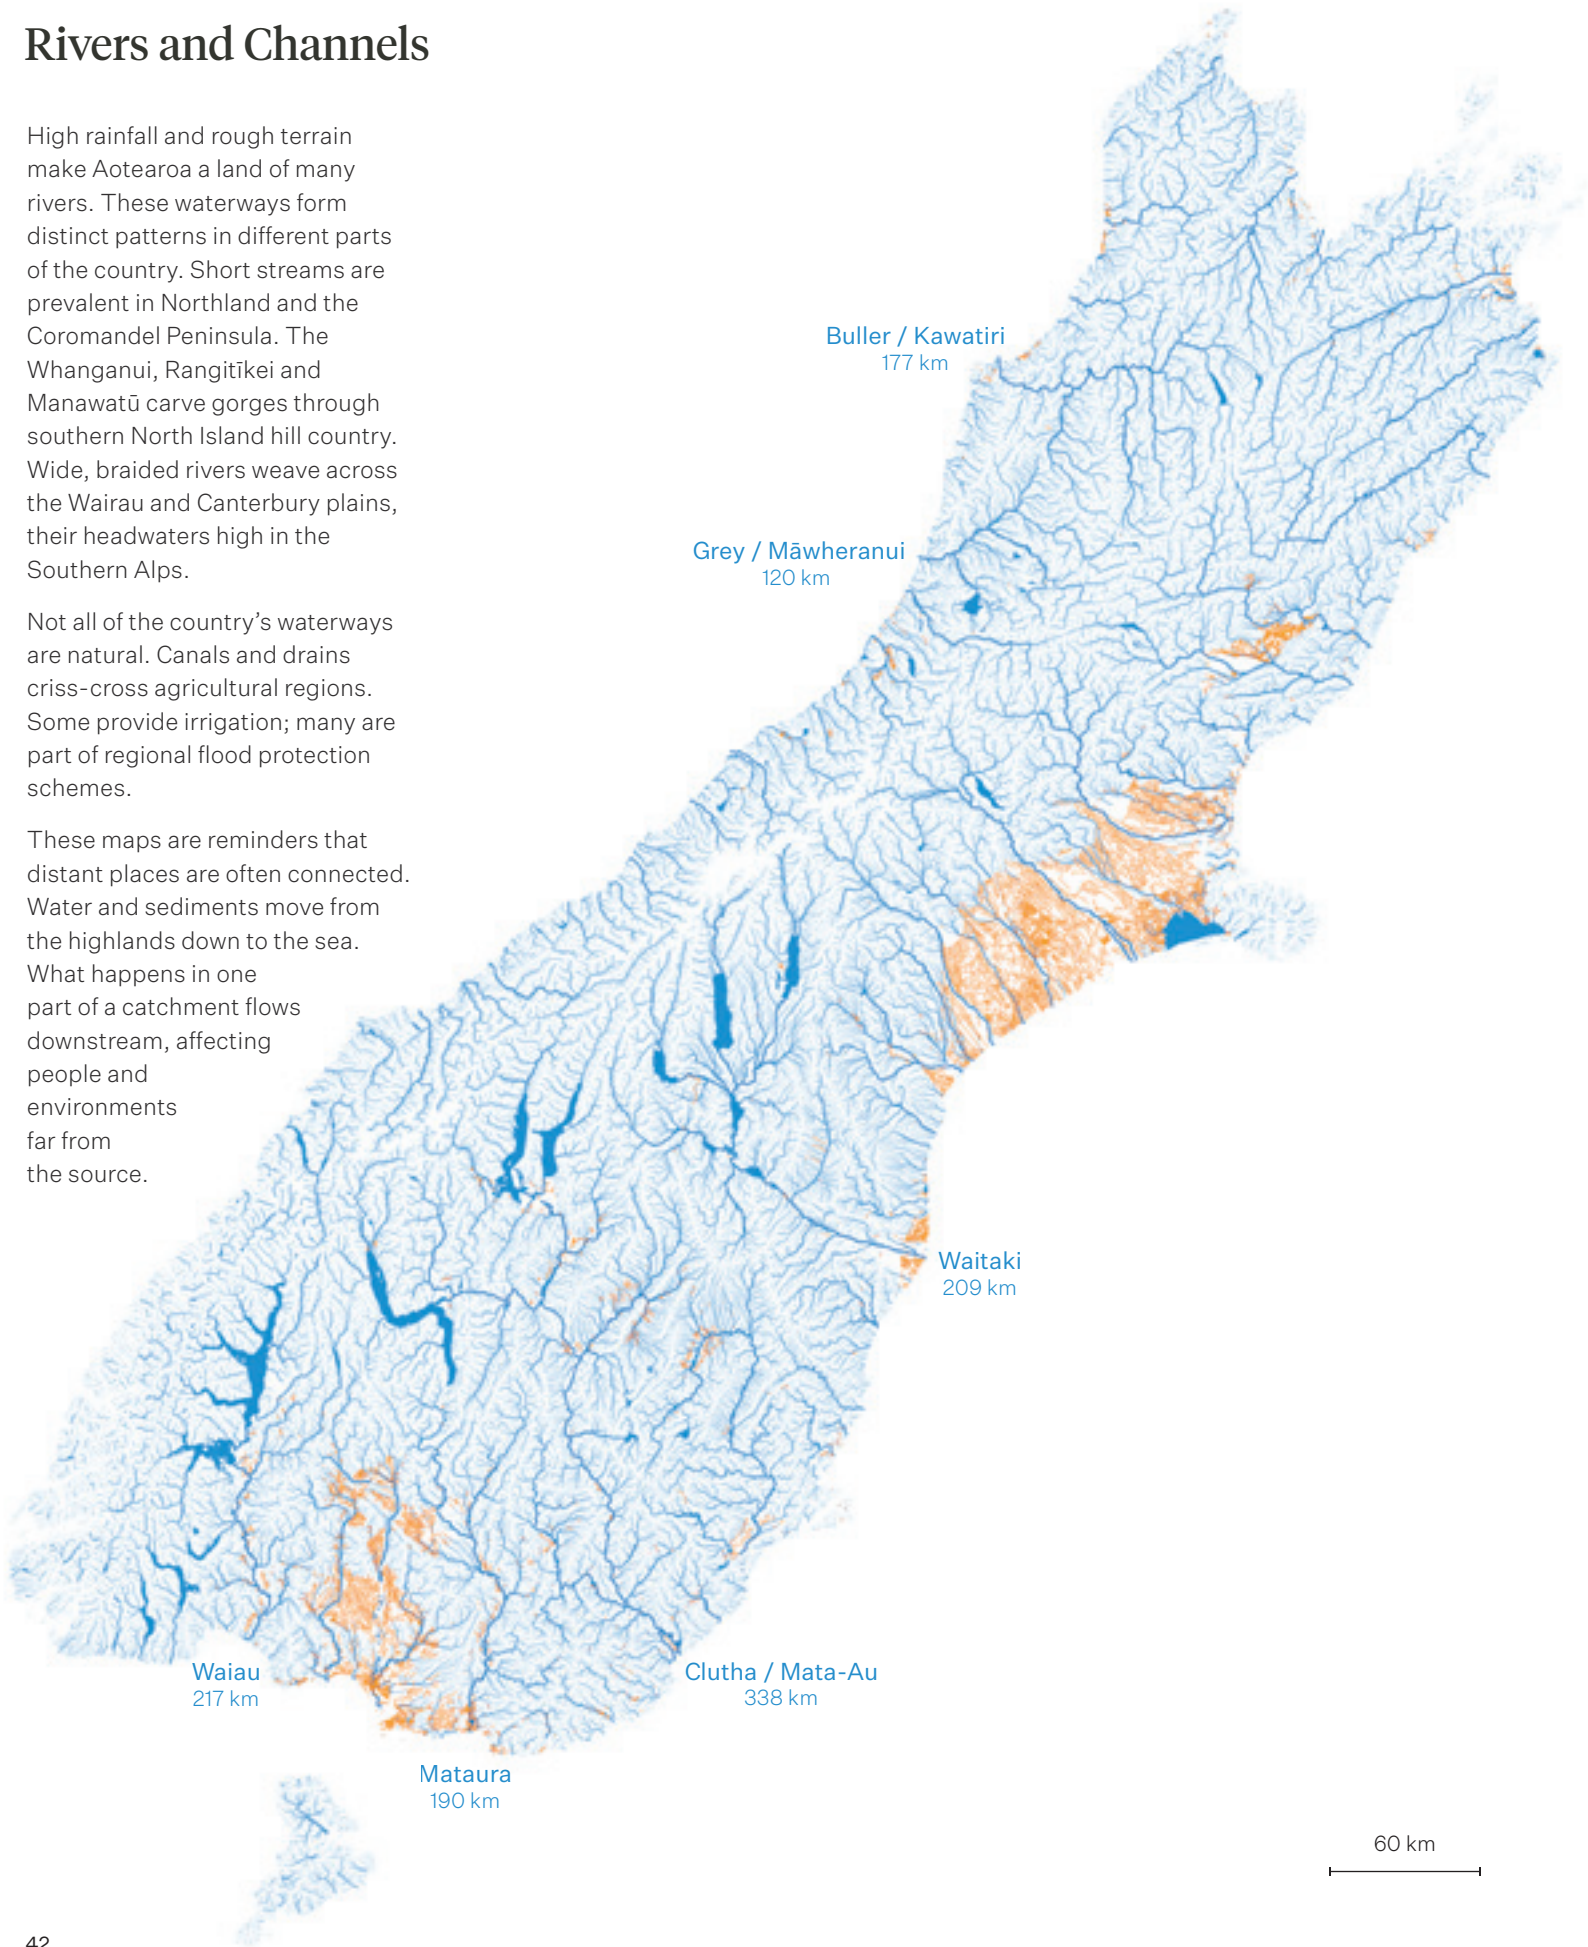 Rivers and Channels
High rainfall and rough terrain
make Aotearoa a land of many
rivers. These waterways form
distinct patterns in different parts
of the country. Short streams are
prevalent in Northland and the
Coromandel Peninsula. The
Whanganui, Rangitīkei and
Manawatū carve gorges through
southern North Island hill country.
Wide, braided rivers weave across
the Wairau and Canterbury plains,
their headwaters high in the
Southern Alps.
Not all of the country's waterways
are natural. Canals and drains
criss-cross agricultural regions.
Some provide irrigation; many are
part of regional flood protection
schemes.
These maps are reminders that
distant places are often connected.
Water and sediments move from
the highlands down to the sea.
What happens in one
part of a catchment flows
downstream, affecting
people and
environments
far from
the source.
Buller / Kawatiri
177 km
Grey / Māwheranui
120 km
Waitaki
209 km
Waiau
217 km
Clutha / Mata-Au
338 km
Mataura
190 km
60 km
42